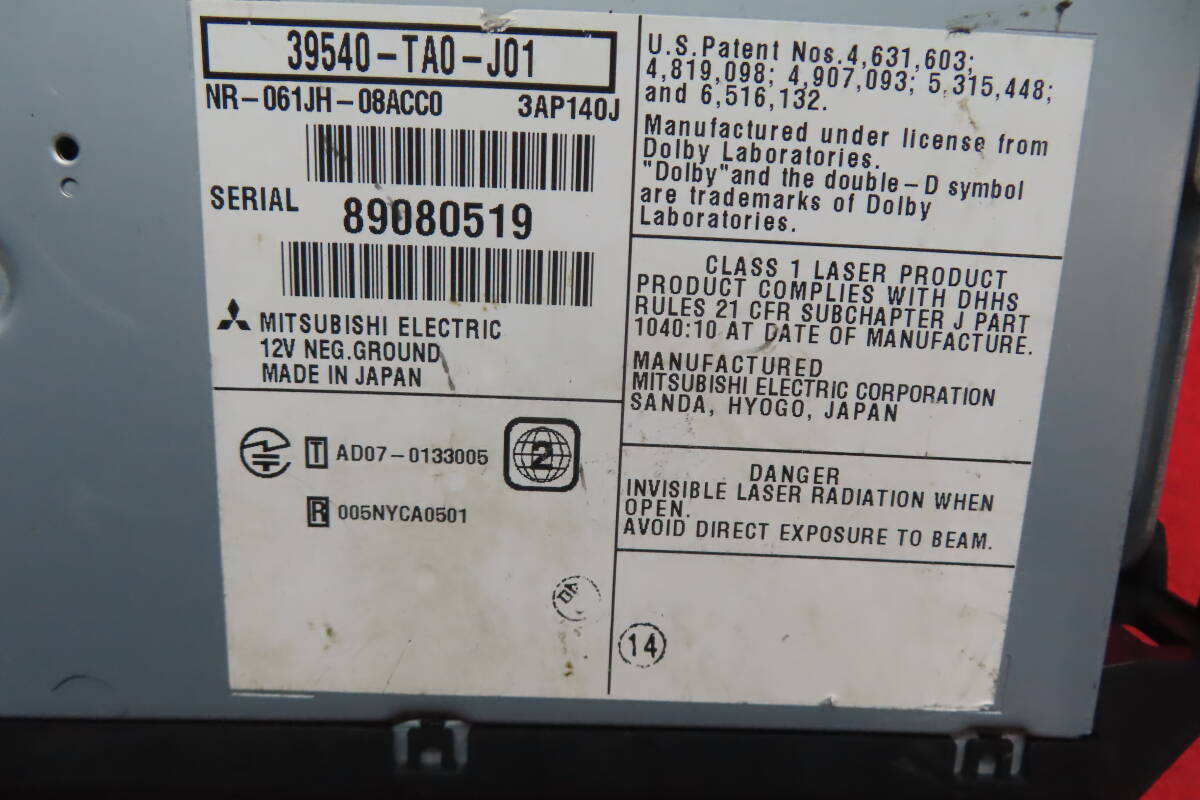 39540-TA0-J01
NR-061JH-08ACC0 3AP140J
SERIAL 89080519
MITSUBISHI ELECTRIC
12V NEG.GROUND
MADE IN JAPAN
T AD07-0133005
2
R 005NYCA0501
U.S.Patent Nos.4,631,603;
4,819,098; 4,907,093; 5,315,448;
and 6,516,132.
Manufactured under license from
Dolby Laboratories.
"Dolby"and the double-D symbol
are trademarks of Dolby
Laboratories.
CLASS 1 LASER PRODUCT
PRODUCT COMPLIES WITH DHHS
RULES 21 CFR SUBCHAPTER J PART
1040:10 AT DATE OF MANUFACTURE.
MANUFACTURED
MITSUBISHI ELECTRIC CORPORATION
SANDA, HYOGO, JAPAN
DANGER
INVISIBLE LASER RADIATION WHEN
OPEN.
AVOID DIRECT EXPOSURE TO BEAM.
14